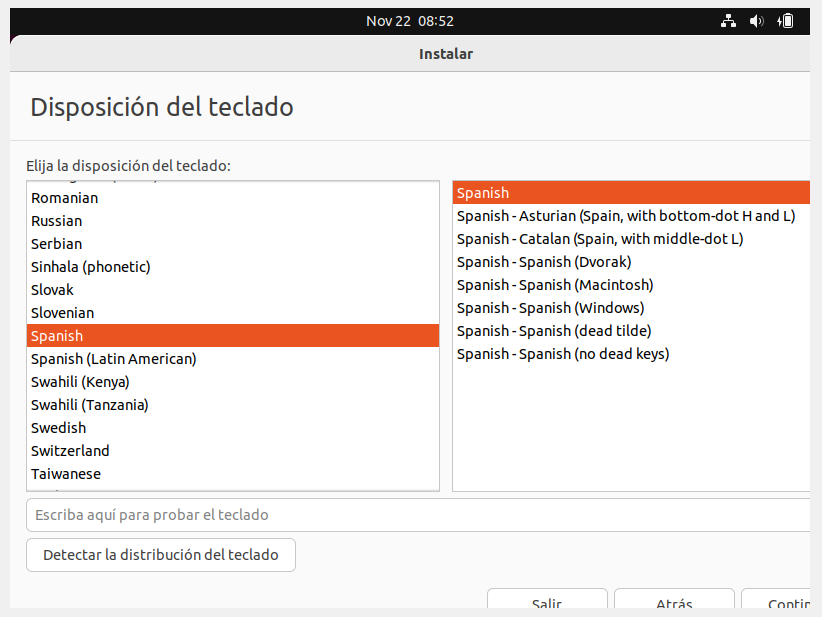 Nov 22 08:52
Instalar
Disposición del teclado
Elija la disposición del teclado:
Romanian
Russian
Serbian
Sinhala (phonetic)
Slovak
Slovenian
Spanish
Spanish (Latin American)
Swahili (Kenya)
Swahili (Tanzania)
Swedish
Switzerland
Taiwanese
Spanish
Spanish - Asturian (Spain, with bottom-dot H and L)
Spanish - Catalan (Spain, with middle-dot L)
Spanish - Spanish (Dvorak)
Spanish - Spanish (Macintosh)
Spanish - Spanish (Windows)
Spanish - Spanish (dead tilde)
Spanish - Spanish (no dead keys)
Escriba aquí para probar el teclado
Detectar la distribución del teclado
Salir
Atrás